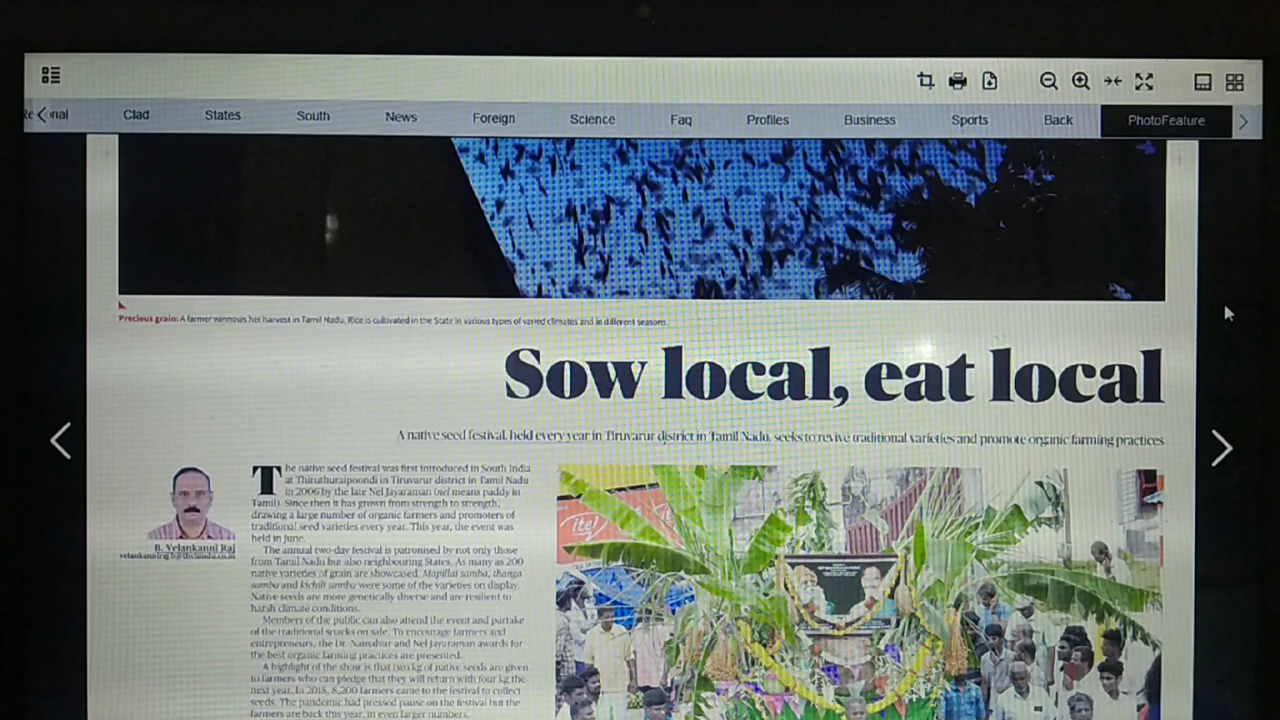 Clad
States
South
News
Foreign
Science
Faq
Profiles
Business
Sports
Back
PhotoFeature
Precious grain: A farmer winnows her harvest in Tamil Nadu. Rice is cultivated in the State in various types of varied climates and in different seasons.
Sow local, eat local
A native seed festival, held every year in Tiruvarur district in Tamil Nadu, seeks to revive traditional varieties and promote organic farming practices
B. Velankanni Raj
velankanniraj.b@thehindu.co.in
The native seed festival was first introduced in South India
at Thiruthuraipoondi in Tiruvarur district in Tamil Nadu
in 2006 by the late Nel Jayaraman (nel means paddy in
Tamil). Since then it has grown from strength to strength,
drawing a large number of organic farmers and promoters of
traditional seed varieties every year. This year, the event was
held in June.
The annual two-day festival is patronised by not only those
from Tamil Nadu but also neighbouring States. As many as 200
native varieties of grain are showcased. Mapillai samba, thanga
samba and kichili samba were some of the varieties on display.
Native seeds are more genetically diverse and are resilient to
harsh climate conditions.
Members of the public can also attend the event and partake
of the traditional snacks on sale. To encourage farmers and
entrepreneurs, the Dr. Namalvar and Nel Jayaraman awards for
the best organic farming practices are presented.
A highlight of the show is that two kg of native seeds are given
to farmers who can pledge that they will return with four kg the
next year. In 2018, 8,200 farmers came to the festival to collect
seeds. The pandemic had pressed pause on the festival but the
farmers are back this year, in even larger numbers.
itel